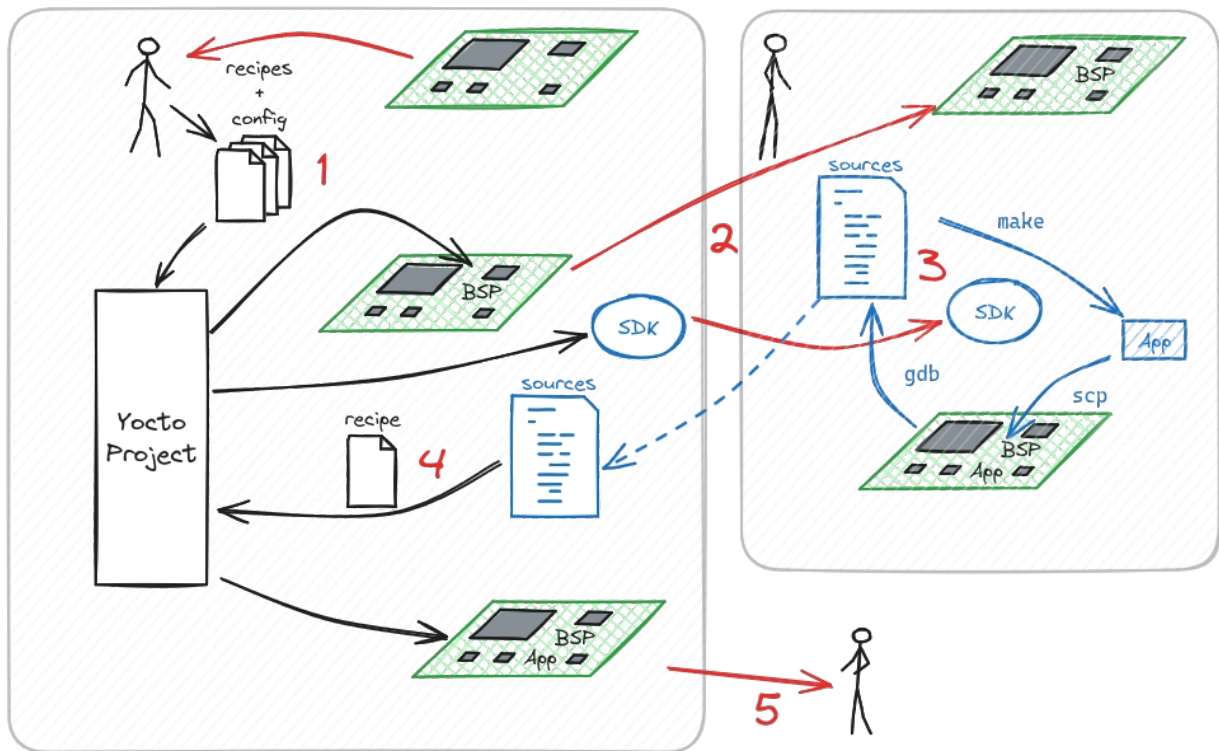 recipes
+
config
1
BSP
SDK
sources
recipe
4
Yocto
Project
BSP
App
5
2
BSP
sources
make
3
SDK
App
gdb
scp
BSP
App